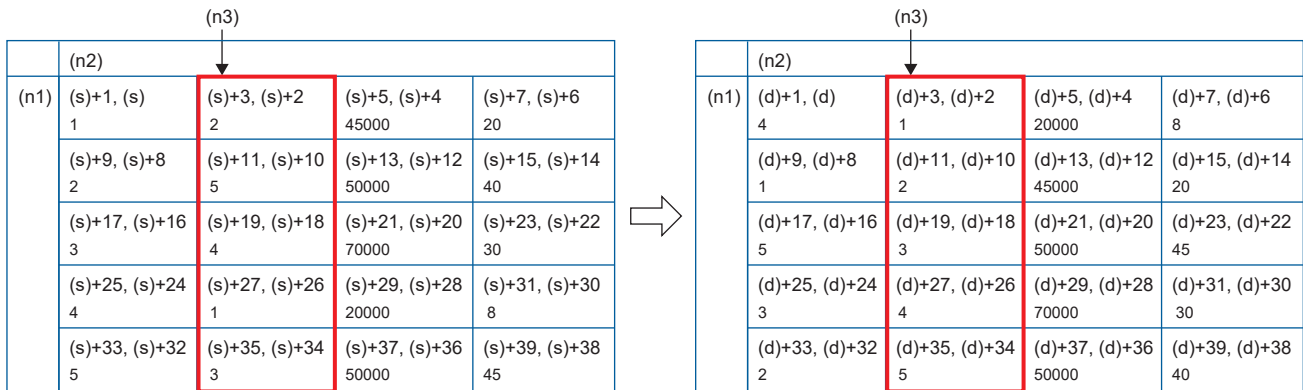 (n3)
(n2)
(n1) (s)+1, (s) (s)+3, (s)+2 (s)+5, (s)+4 (s)+7, (s)+6
1 2 45000 20
(s)+9, (s)+8 (s)+11, (s)+10 (s)+13, (s)+12 (s)+15, (s)+14
2 5 50000 40
(s)+17, (s)+16 (s)+19, (s)+18 (s)+21, (s)+20 (s)+23, (s)+22
3 4 70000 30
(s)+25, (s)+24 (s)+27, (s)+26 (s)+29, (s)+28 (s)+31, (s)+30
4 1 20000 8
(s)+33, (s)+32 (s)+35, (s)+34 (s)+37, (s)+36 (s)+39, (s)+38
5 3 50000 45
(n3)
(n2)
(n1) (d)+1, (d) (d)+3, (d)+2 (d)+5, (d)+4 (d)+7, (d)+6
4 1 20000 8
(d)+9, (d)+8 (d)+11, (d)+10 (d)+13, (d)+12 (d)+15, (d)+14
1 2 45000 20
(d)+17, (d)+16 (d)+19, (d)+18 (d)+21, (d)+20 (d)+23, (d)+22
5 3 50000 45
(d)+25, (d)+24 (d)+27, (d)+26 (d)+29, (d)+28 (d)+31, (d)+30
3 4 70000 30
(d)+33, (d)+32 (d)+35, (d)+34 (d)+37, (d)+36 (d)+39, (d)+38
2 5 50000 40